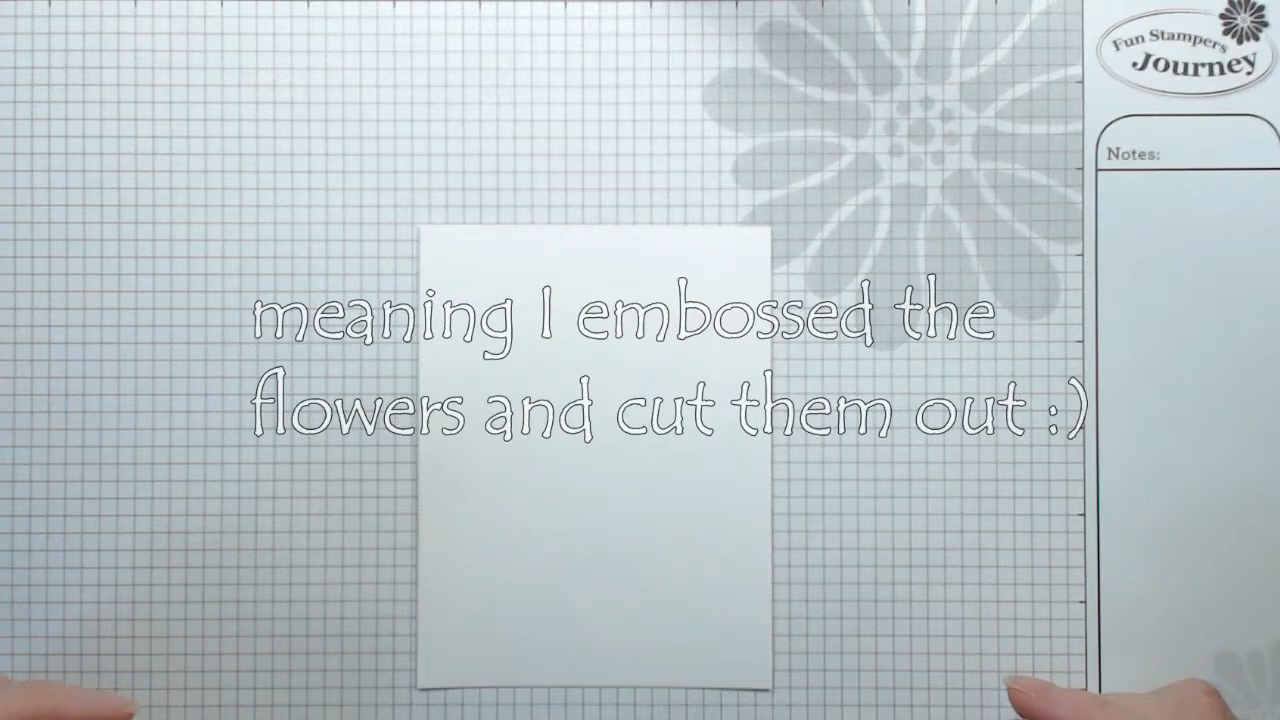 Fun Stampers
Journey
Notes:
meaning I embossed the
flowers and cut them out :)